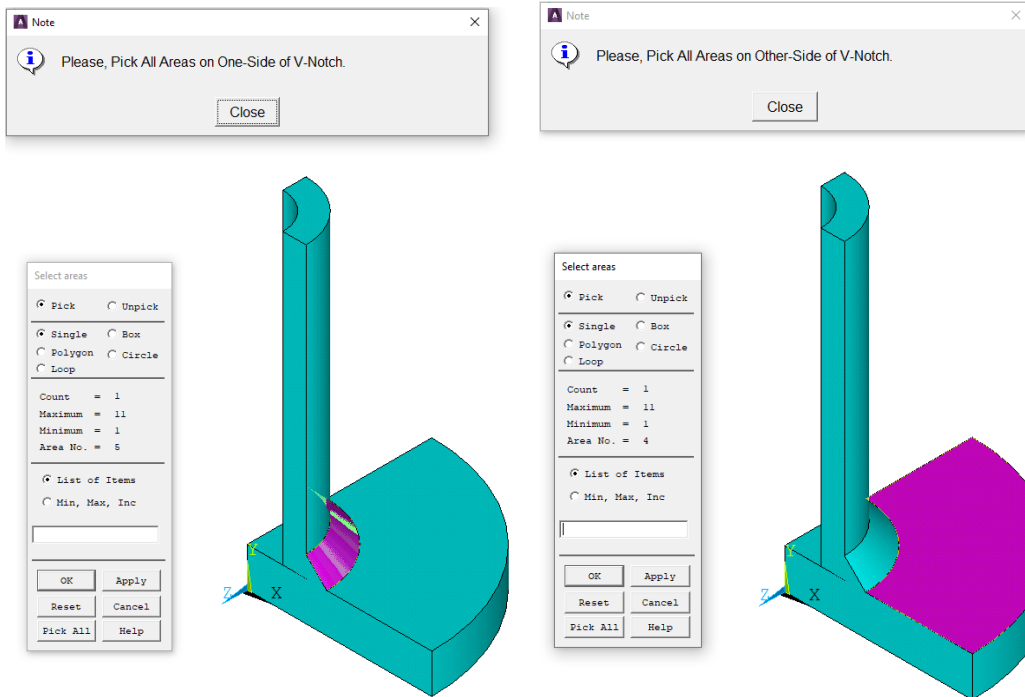 Note
Please, Pick All Areas on One-Side of V-Notch.
Close
Select areas
Pick Unpick
Single Box
Polygon Circle
Loop
Count = 1
Maximum = 11
Minimum = 1
Area No. = 5
List of Items
Min, Max, Inc
OK Apply
Reset Cancel
Pick All Help
Y
Z X
Note
Please, Pick All Areas on Other-Side of V-Notch.
Close
Select areas
Pick Unpick
Single Box
Polygon Circle
Loop
Count = 1
Maximum = 11
Minimum = 1
Area No. = 4
List of Items
Min, Max, Inc
OK Apply
Reset Cancel
Pick All Help
Y
Z X